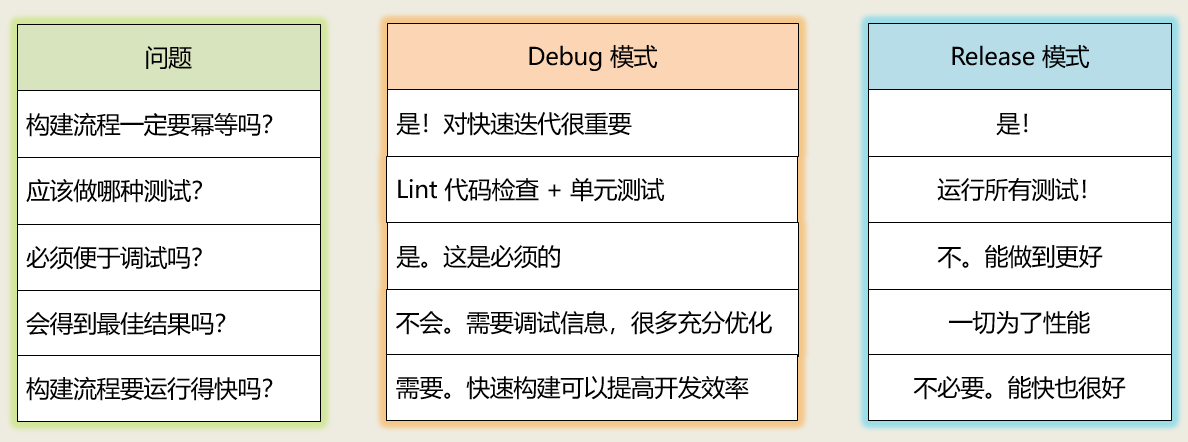 问题
Debug 模式
Release 模式
构建流程一定要幂等吗？
是！对快速迭代很重要
是！
应该做哪种测试？
Lint 代码检查 + 单元测试
运行所有测试！
必须便于调试吗？
是。这是必须的
不。能做到更好
会得到最佳结果吗？
不会。需要调试信息，很多充分优化
一切为了性能
构建流程要运行得快吗？
需要。快速构建可以提高开发效率
不必要。能快也很好